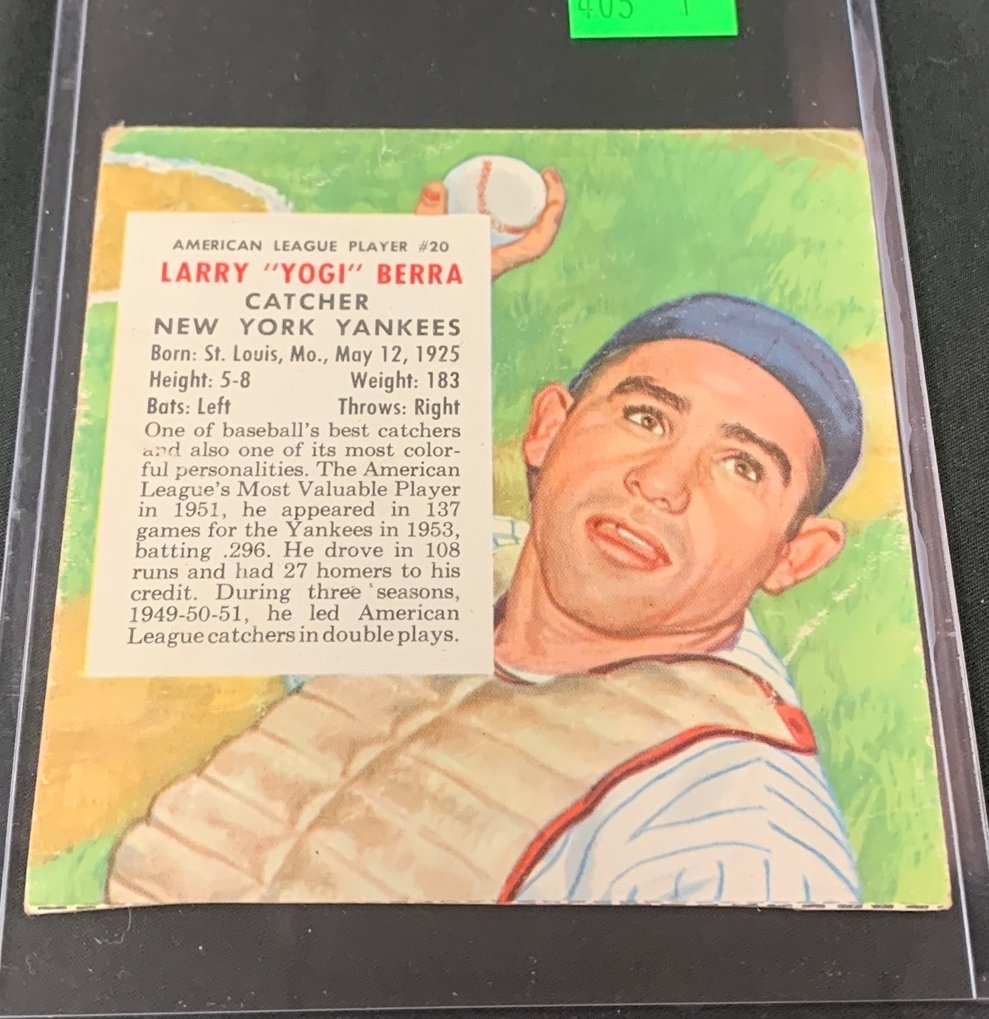 405 1
AMERICAN LEAGUE PLAYER #20
LARRY "YOGI" BERRA
CATCHER
NEW YORK YANKEES
Born: St. Louis, Mo., May 12, 1925
Height: 5-8 Weight: 183
Bats: Left Throws: Right
One of baseball's best catchers
and also one of its most color-
ful personalities. The American
League's Most Valuable Player
in 1951, he appeared in 137
games for the Yankees in 1953,
batting .296. He drove in 108
runs and had 27 homers to his
credit. During three seasons,
1949-50-51, he led American
League catchers in double plays.